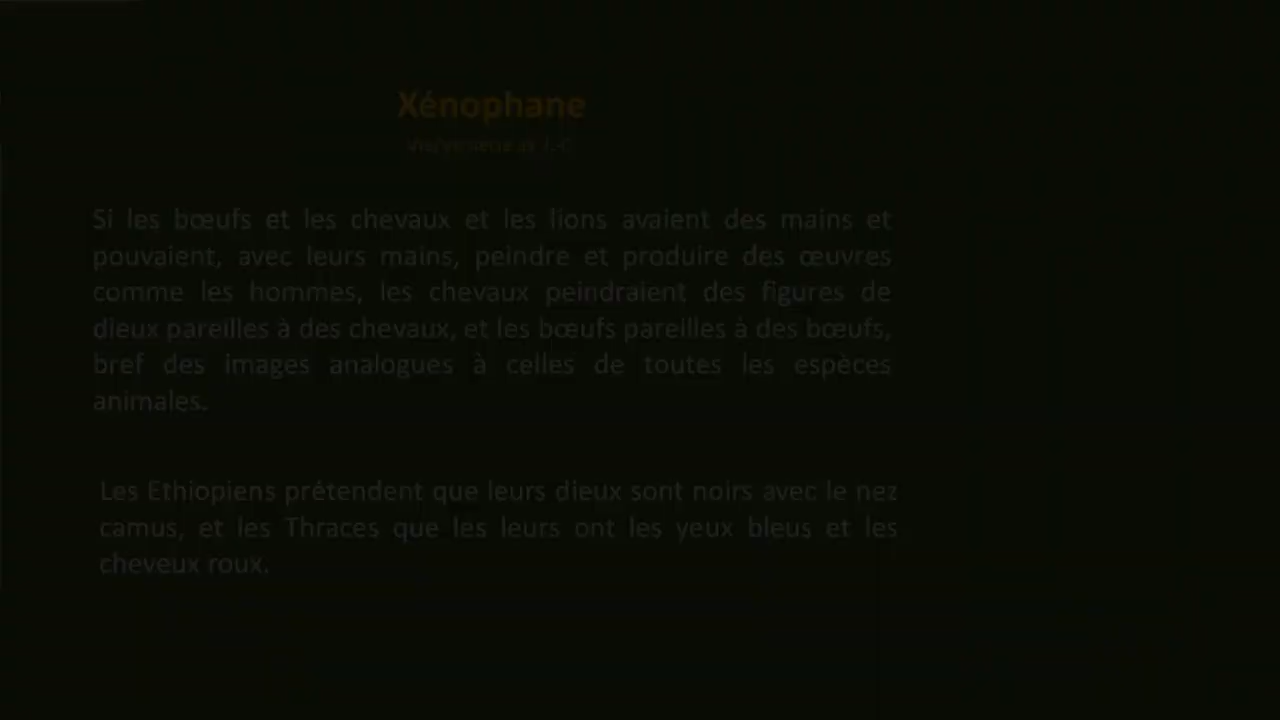 Xénophane
Si les bœufs et les chevaux et les lions avaient des mains et
pouvaient, avec leurs mains, peindre et produire des œuvres
comme les hommes, les chevaux peindraient des figures de
dieux pareilles à des chevaux, et les bœufs pareilles à des bœufs,
bref des images analogues à celles de toutes les espèces
animales.
Les Ethiopiens prétendent que leurs dieux sont noirs avec le nez
camus, et les Thraces que les leurs ont les yeux bleus et les
cheveux roux.